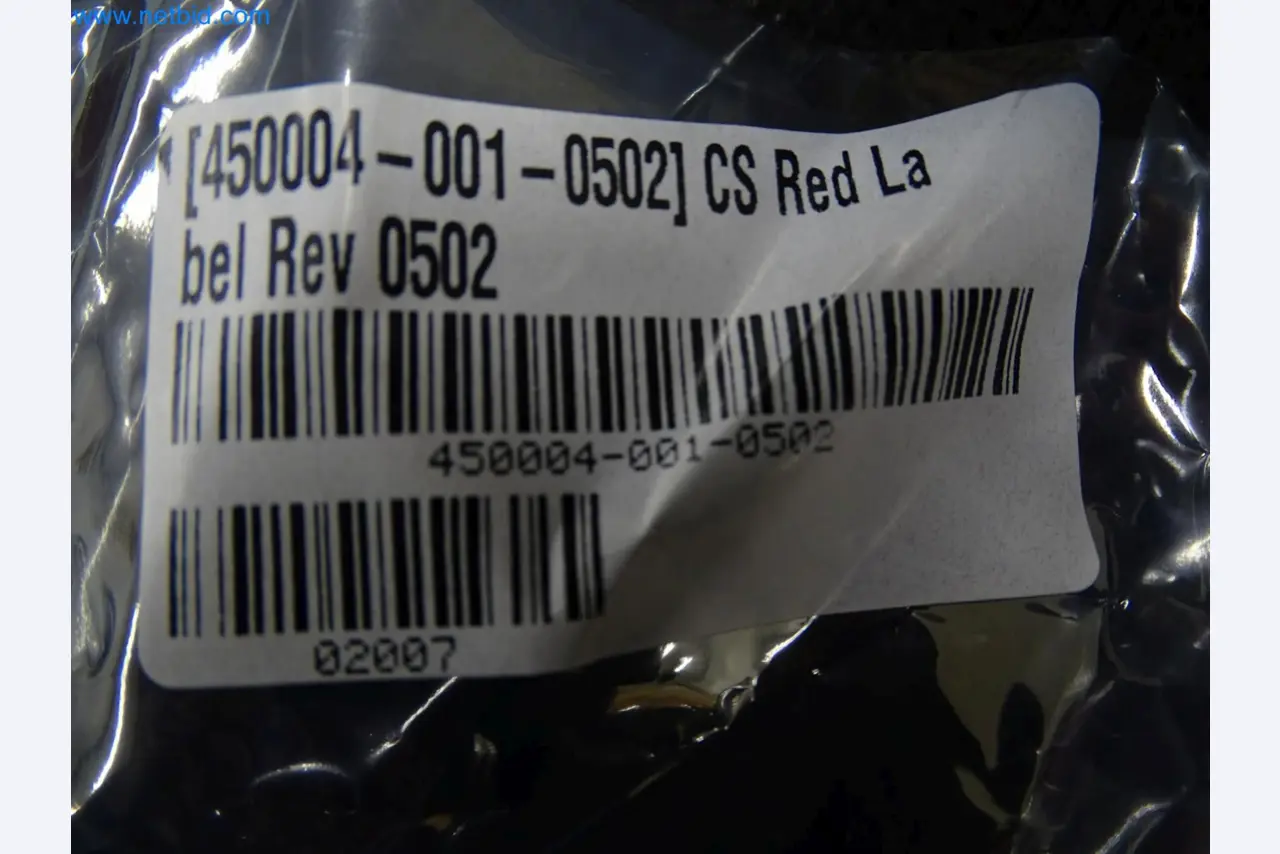 www.netbid.com
[450004-001-0502] CS Red La
bel Rev 0502
450004-001-0502
02007